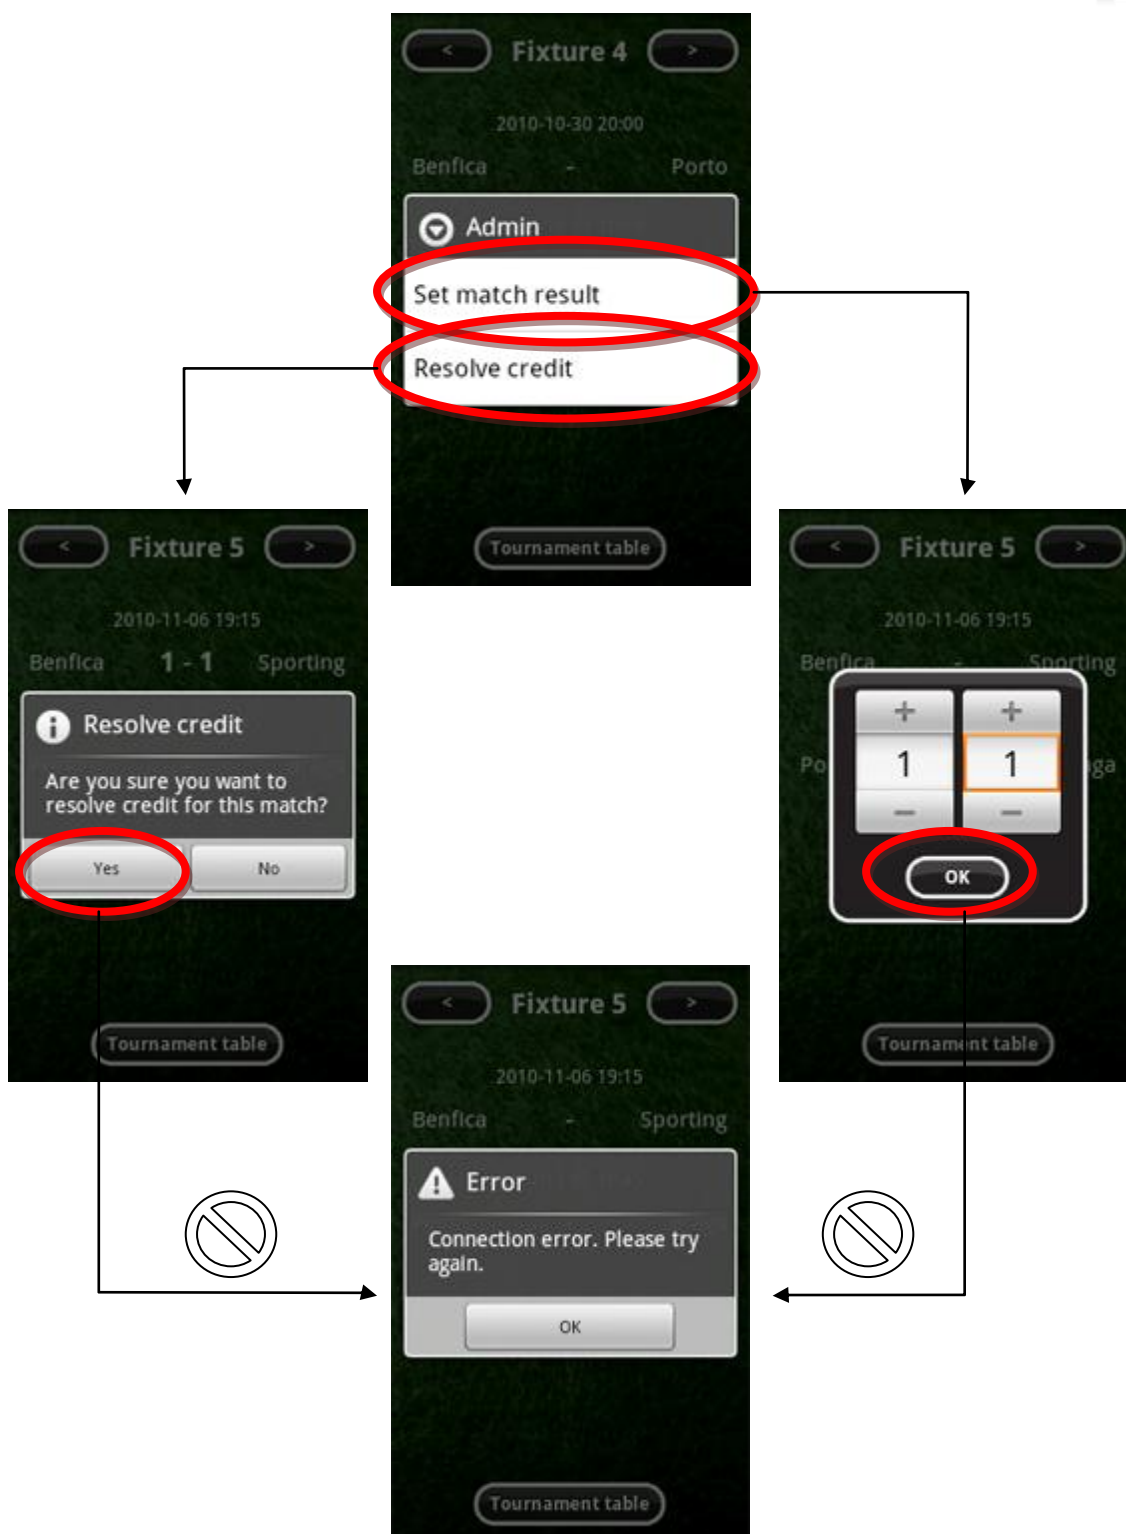 < Fixture 4 >
2010-10-30 20:00
Benfica - Porto
Admin
Set match result
Resolve credit
Tournament table
< Fixture 5 >
2010-11-06 19:15
Benfica 1 - 1 Sporting
Resolve credit
Are you sure you want to
resolve credit for this match?
Yes No
Tournament table
< Fixture 5 >
2010-11-06 19:15
Benfica - Sporting
+ +
Po 1 1 ga
- -
OK
Tournament table
< Fixture 5 >
2010-11-06 19:15
Benfica - Sporting
Error
Connection error. Please try
again.
OK
Tournament table